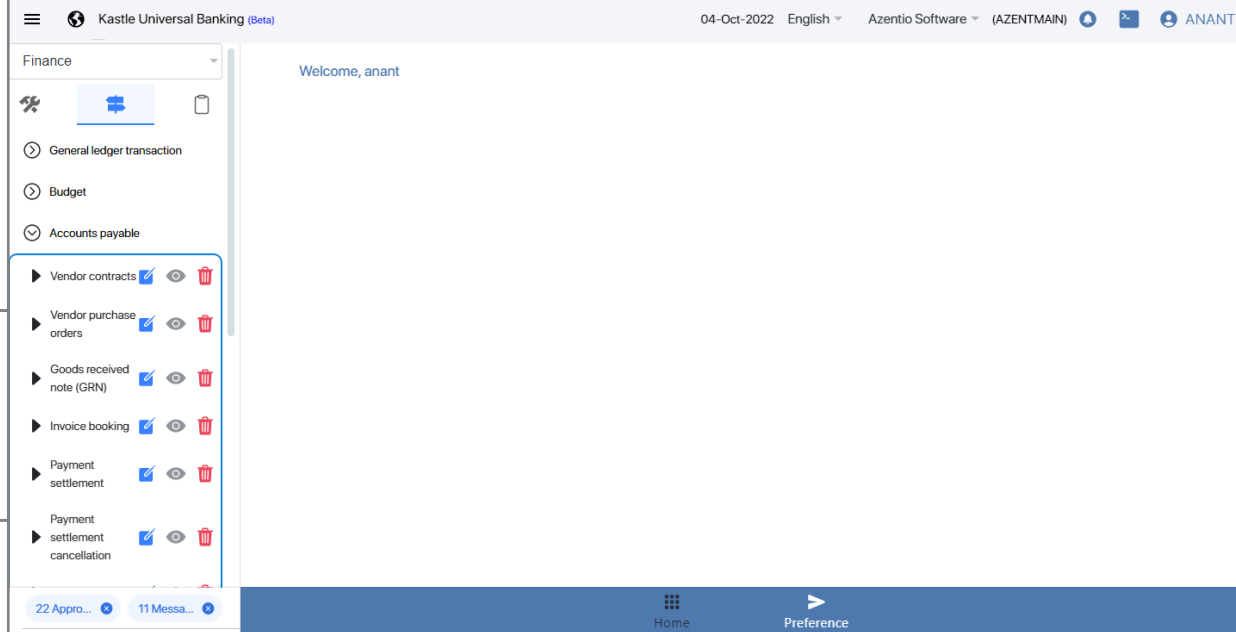 Kastle Universal Banking (Beta)
04-Oct-2022 English Azentio Software (AZENTMAIN) ANANT
Finance
Welcome, anant
General ledger transaction
Budget
Accounts payable
Vendor contracts
Vendor purchase
orders
Goods received
note (GRN)
Invoice booking
Payment
settlement
Payment
settlement
cancellation
22 Appro...
11 Messa...
Home
Preference